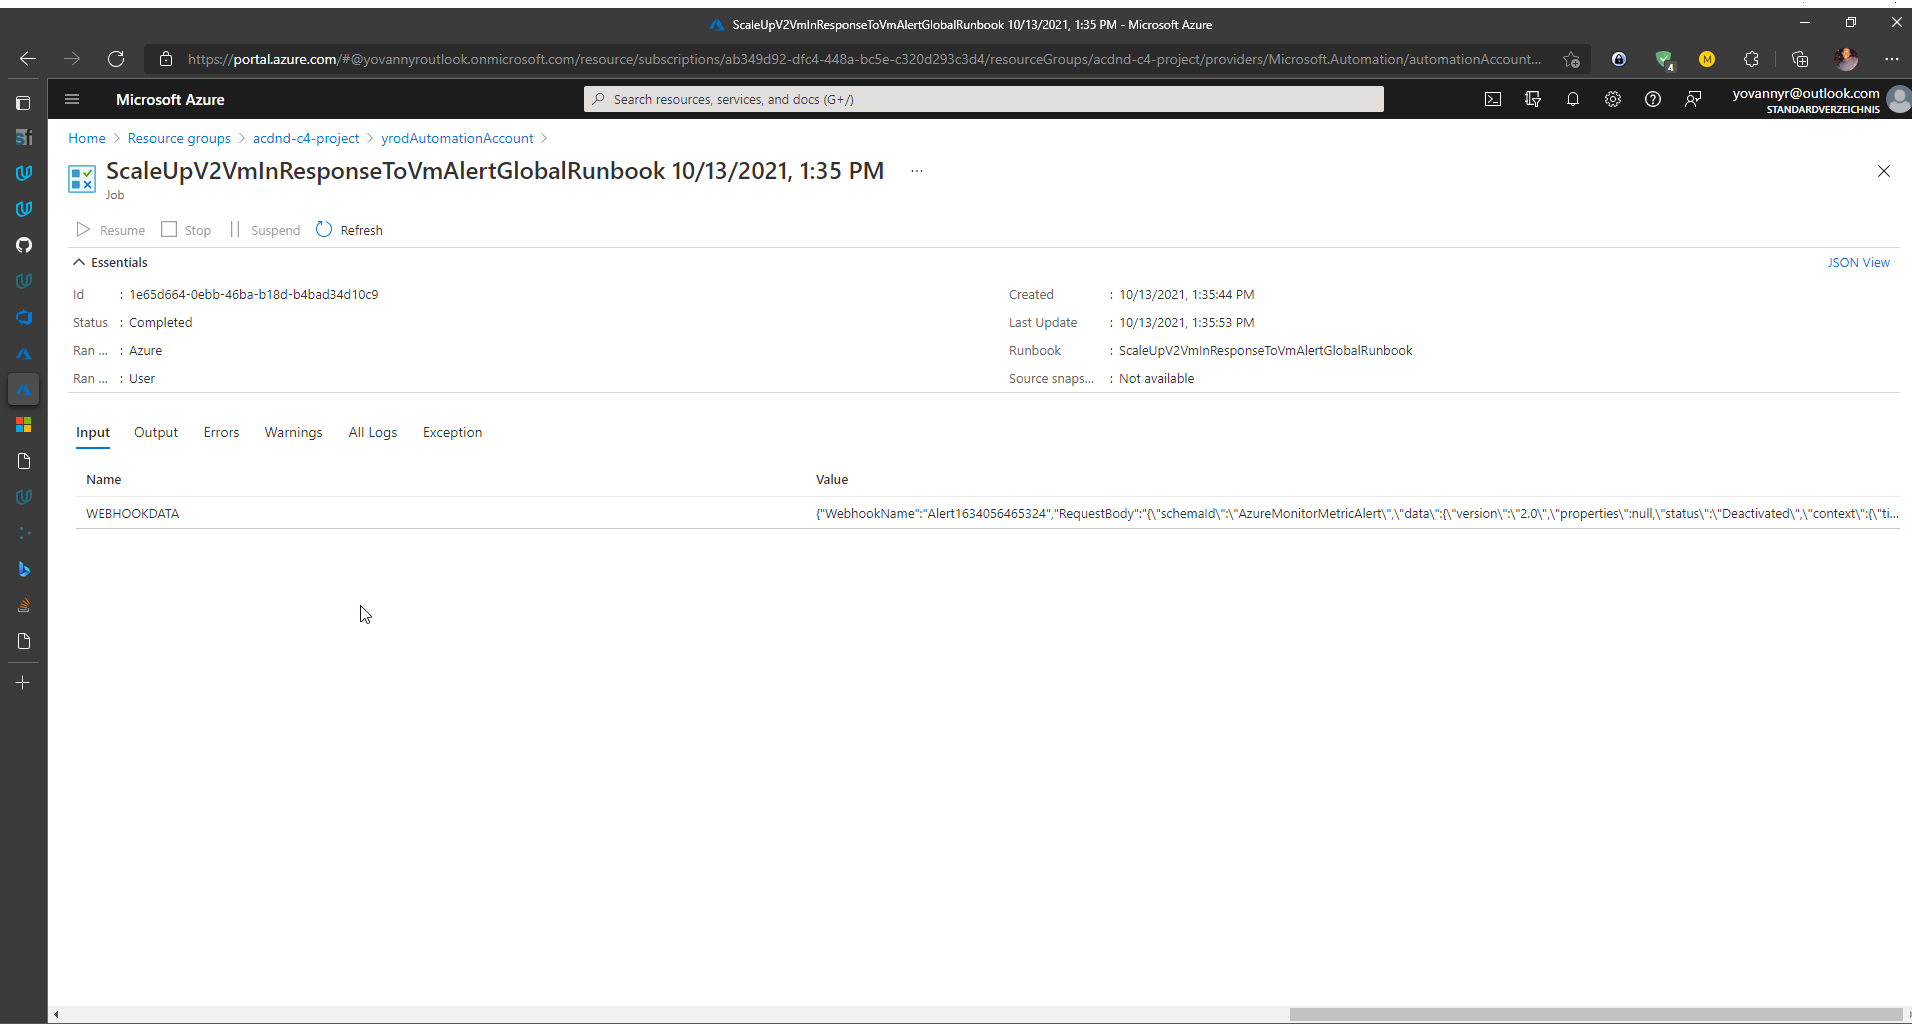 ScaleUpV2VmInResponseToVmAlertGlobalRunbook 10/13/2021, 1:35 PM - Microsoft Azure
https://portal.azure.com/#@yovannyroutlook.onmicrosoft.com/resource/subscriptions/ab349d92-dfc4-448a-bc5e-c320d293c3d4/resourceGroups/acdnd-c4-project/providers/Microsoft.Automation/automationAccount...
4
M
Microsoft Azure
Search resources, services, and docs (G+/)
yovannyr@outlook.com
STANDARDVERZEICHNIS
Home > Resource groups > acdnd-c4-project > yrodAutomationAccount >
ScaleUpV2VmInResponseToVmAlertGlobalRunbook 10/13/2021, 1:35 PM ...
Job
Resume Stop Suspend Refresh
Essentials JSON View
Id : 1e65d664-0ebb-46ba-b18d-b4bad34d10c9
Created : 10/13/2021, 1:35:44 PM
Status : Completed
Last Update : 10/13/2021, 1:35:53 PM
Ran ... : Azure
Runbook : ScaleUpV2VmInResponseToVmAlertGlobalRunbook
Ran ... : User
Source snaps... : Not available
Input Output Errors Warnings All Logs Exception
Name Value
WEBHOOKDATA {"WebhookName":"Alert1634056465324","RequestBody":"{\"schemaId\":\"AzureMonitorMetricAlert\",\"data\":{\"version\":\"2.0\",\"properties\":null,\"status\":\"Deactivated\",\"context\":{\"ti...